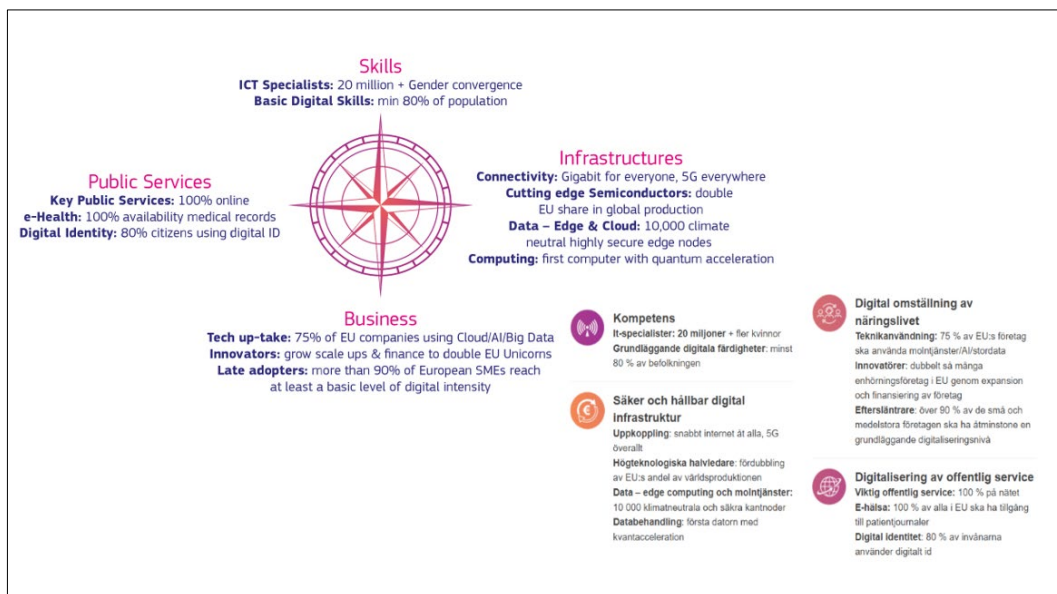 Skills
ICT Specialists: 20 million + Gender convergence
Basic Digital Skills: min 80% of population
Public Services
Key Public Services: 100% online
e-Health: 100% availability medical records
Digital Identity: 80% citizens using digital ID
Infrastructures
Connectivity: Gigabit for everyone, 5G everywhere
Cutting edge Semiconductors: double
EU share in global production
Data – Edge & Cloud: 10,000 climate
neutral highly secure edge nodes
Computing: first computer with quantum acceleration
Business
Tech up-take: 75% of EU companies using Cloud/AI/Big Data
Innovators: grow scale ups & finance to double EU Unicorns
Late adopters: more than 90% of European SMEs reach
at least a basic level of digital intensity
Kompetens
It-specialister: 20 miljoner + fler kvinnor
Grundläggande digitala färdigheter: minst
80 % av befolkningen
Säker och hållbar digital
infrastruktur
Uppkoppling: snabbt internet åt alla, 5G
överallt
Högteknologiska halvledare: fördubbling
av EU:s andel av världsproduktionen
Data – edge computing och molntjänster:
10 000 klimatneutrala och säkra kantnoder
Databehandling: första datorn med
kvantacceleration
Digital omställning av
näringslivet
Teknikanvändning: 75 % av EU:s företag
ska använda molntjänster/AI/stordata
Innovatörer: dubbelt så många
enhörningsföretag i EU genom expansion
och finansiering av företag
Eftersläntrare: över 90 % av de små och
medelstora företagen ska ha åtminstone en
grundläggande digitaliseringsnivå
Digitalisering av offentlig service
Viktig offentlig service: 100 % på nätet
E-hälsa: 100 % av alla i EU ska ha tillgång
till patientjournaler
Digital identitet: 80 % av invånarna
använder digitalt id